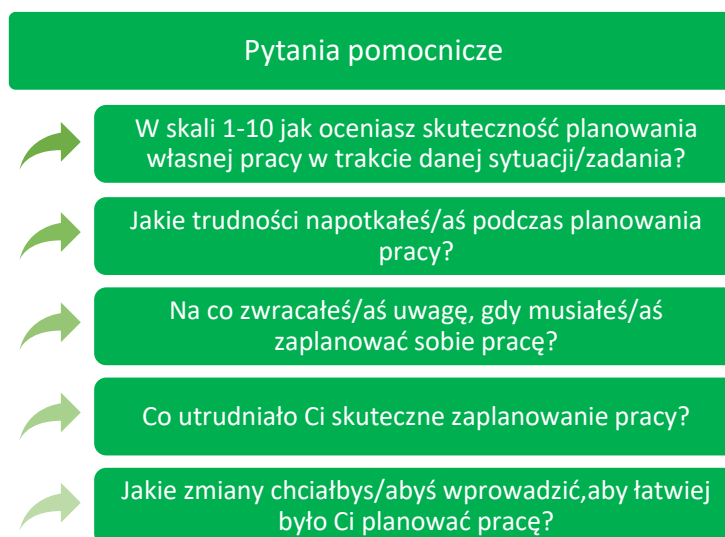 Pytania pomocnicze
W skali 1-10 jak oceniasz skuteczność planowania
własnej pracy w trakcie danej sytuacji/zadania?
Jakie trudności napotkałeś/aś podczas planowania
pracy?
Na co zwracałeś/aś uwagę, gdy musiałeś/aś
zaplanować sobie pracę?
Co utrudniało Ci skuteczne zaplanowanie pracy?
Jakie zmiany chciałbys/abyś wprowadzić,aby łatwiej
było Ci planować pracę?